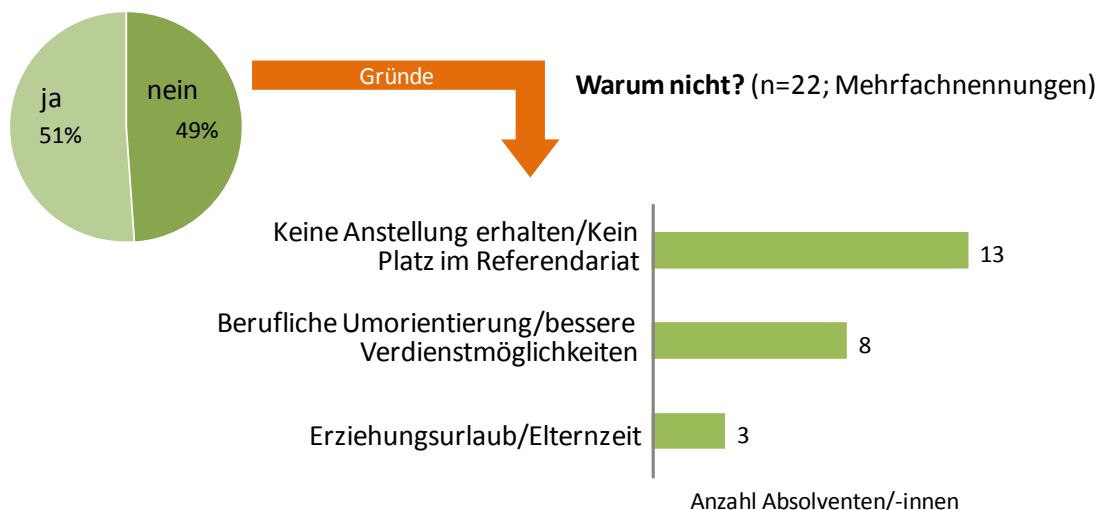 ja
51%
nein
49%
Gründe
Warum nicht? (n=22; Mehrfachnennungen)
Keine Anstellung erhalten/Kein
Platz im Referendariat
13
Berufliche Umorientierung/bessere
Verdienstmöglichkeiten
8
Erziehungsurlaub/Elternzeit
3
Anzahl Absolventen/-innen